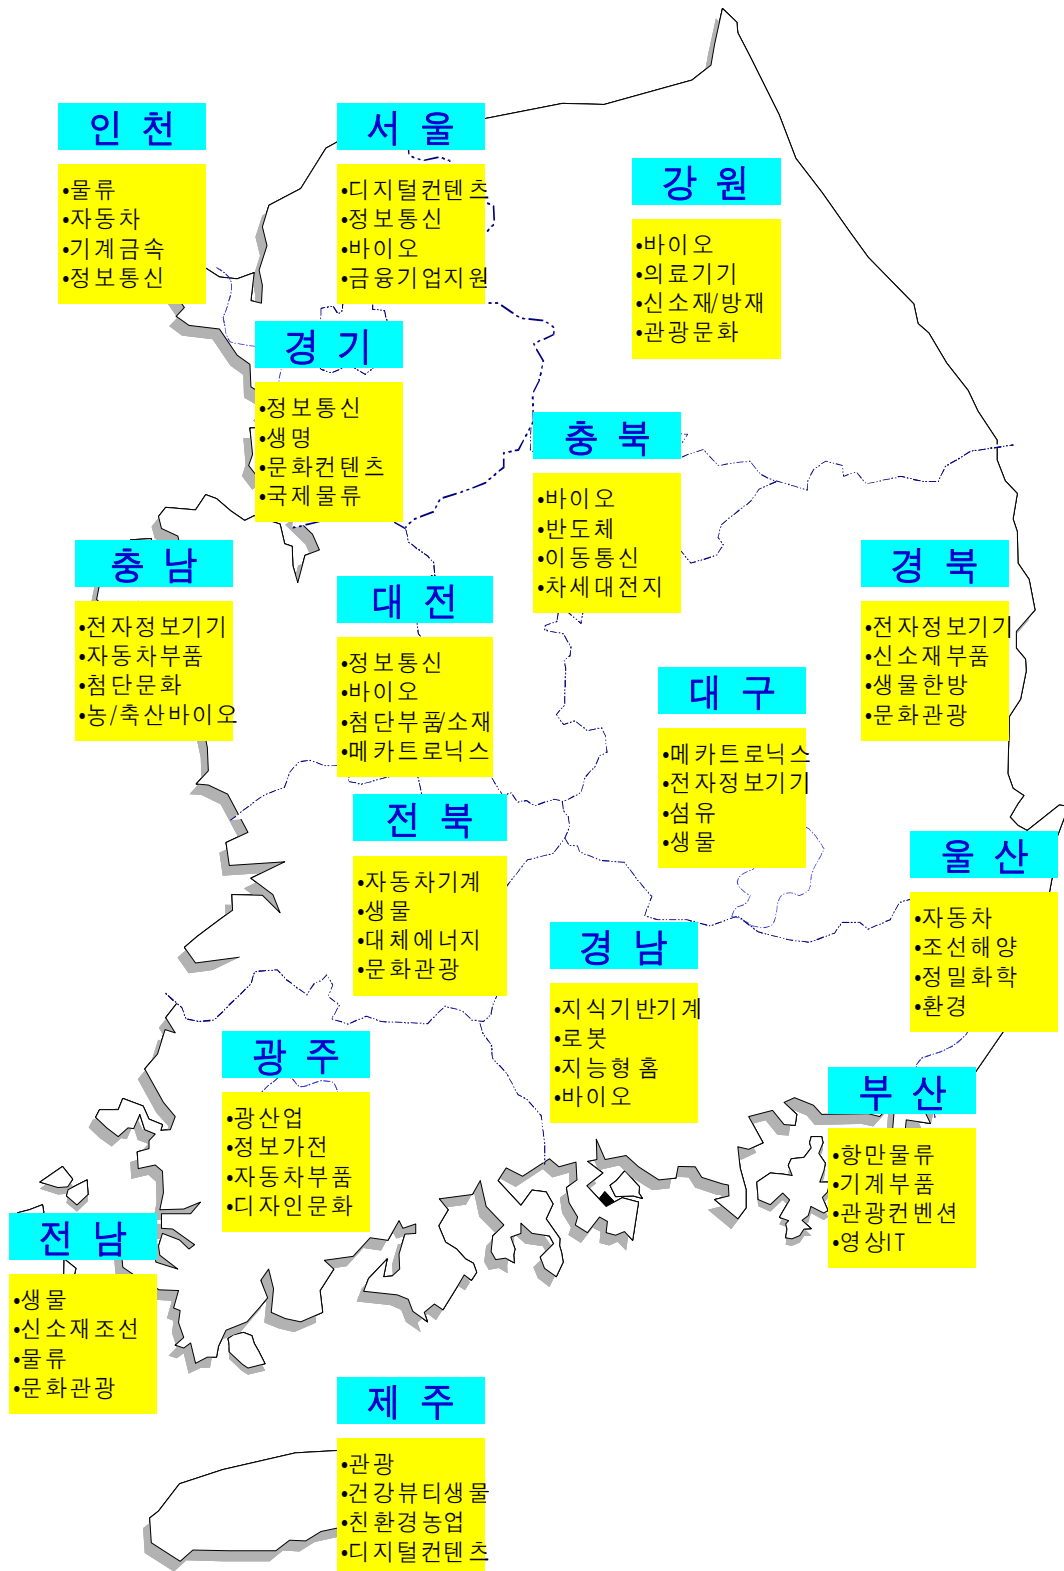 인 천
•물류
•자동차
•기계금속
•정보통신
서 울
•디지털컨텐츠
•정보통신
•바이오
•금융기업지원
강 원
•바이오
•의료기기
•신소재/방재
•관광문화
경 기
•정보통신
•생명
•문화컨텐츠
•국제물류
충 북
•바이오
•반도체
•이동통신
•차세대전지
충 남
•전자정보기기
•자동차부품
•첨단문화
•농/축산바이오
대 전
•정보통신
•바이오
•첨단부품/소재
•메카트로닉스
경 북
•전자정보기기
•신소재부품
•생물한방
•문화관광
대 구
•메카트로닉스
•전자정보기기
•섬유
•생물
전 북
•자동차기계
•생물
•대체에너지
•문화관광
울 산
•자동차
•조선해양
•정밀화학
•환경
경 남
•지식기반기계
•로봇
•지능형 홈
•바이오
광 주
•광산업
•정보가전
•자동차부품
•디자인문화
부 산
•항만물류
•기계부품
•관광컨벤션
•영상IT
전 남
•생물
•신소재조선
•물류
•문화관광
제 주
•관광
•건강뷰티생물
•친환경농업
•디지털컨텐츠